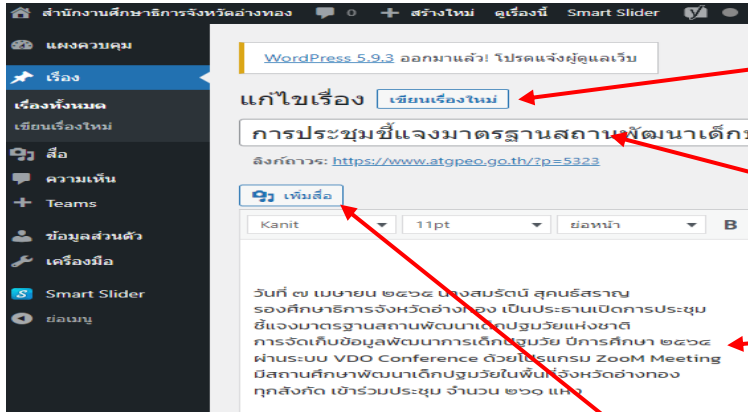 สำนักงานศึกษาธิการจังหวัดอ่างทอง 0 สร้างใหม่ ดูเรื่องนี้ Smart Slider
แผงควบคุม
เรื่อง
เรื่องทั้งหมด
เขียนเรื่องใหม่
สื่อ
ความเห็น
Teams
ข้อมูลส่วนตัว
เครื่องมือ
Smart Slider
ย่อเมนู
WordPress 5.9.3 ออกมาแล้ว! โปรดแจ้งผู้ดูแลเว็บ
แก้ไขเรื่อง เขียนเรื่องใหม่
การประชุมชี้แจงมาตรฐานสถานพัฒนาเด็กป
ลิงก์ถาวร: https://www.atgpeo.go.th/?p=5323
เพิ่มสื่อ
Kanit 11pt ย่อหน้า B
วันที่ ๗ เมษายน ๒๕๖๕ นางสมรัตน์ สุคนธ์สราญ
รองศึกษาธิการจังหวัดอ่างทอง เป็นประธานเปิดการประชุม
ชี้แจงมาตรฐานสถานพัฒนาเด็กปฐมวัยแห่งชาติ
การจัดเก็บข้อมูลพัฒนาการเด็กปฐมวัย ปีการศึกษา ๒๕๖๔
ผ่านระบบ VDO Conference ด้วยโปรแกรม ZooM Meeting
มีสถานศึกษาพัฒนาเด็กปฐมวัยในพื้นที่จังหวัดอ่างทอง
ทุกสังกัด เข้าร่วมประชุม จำนวน ๒๖๑ แห่ง